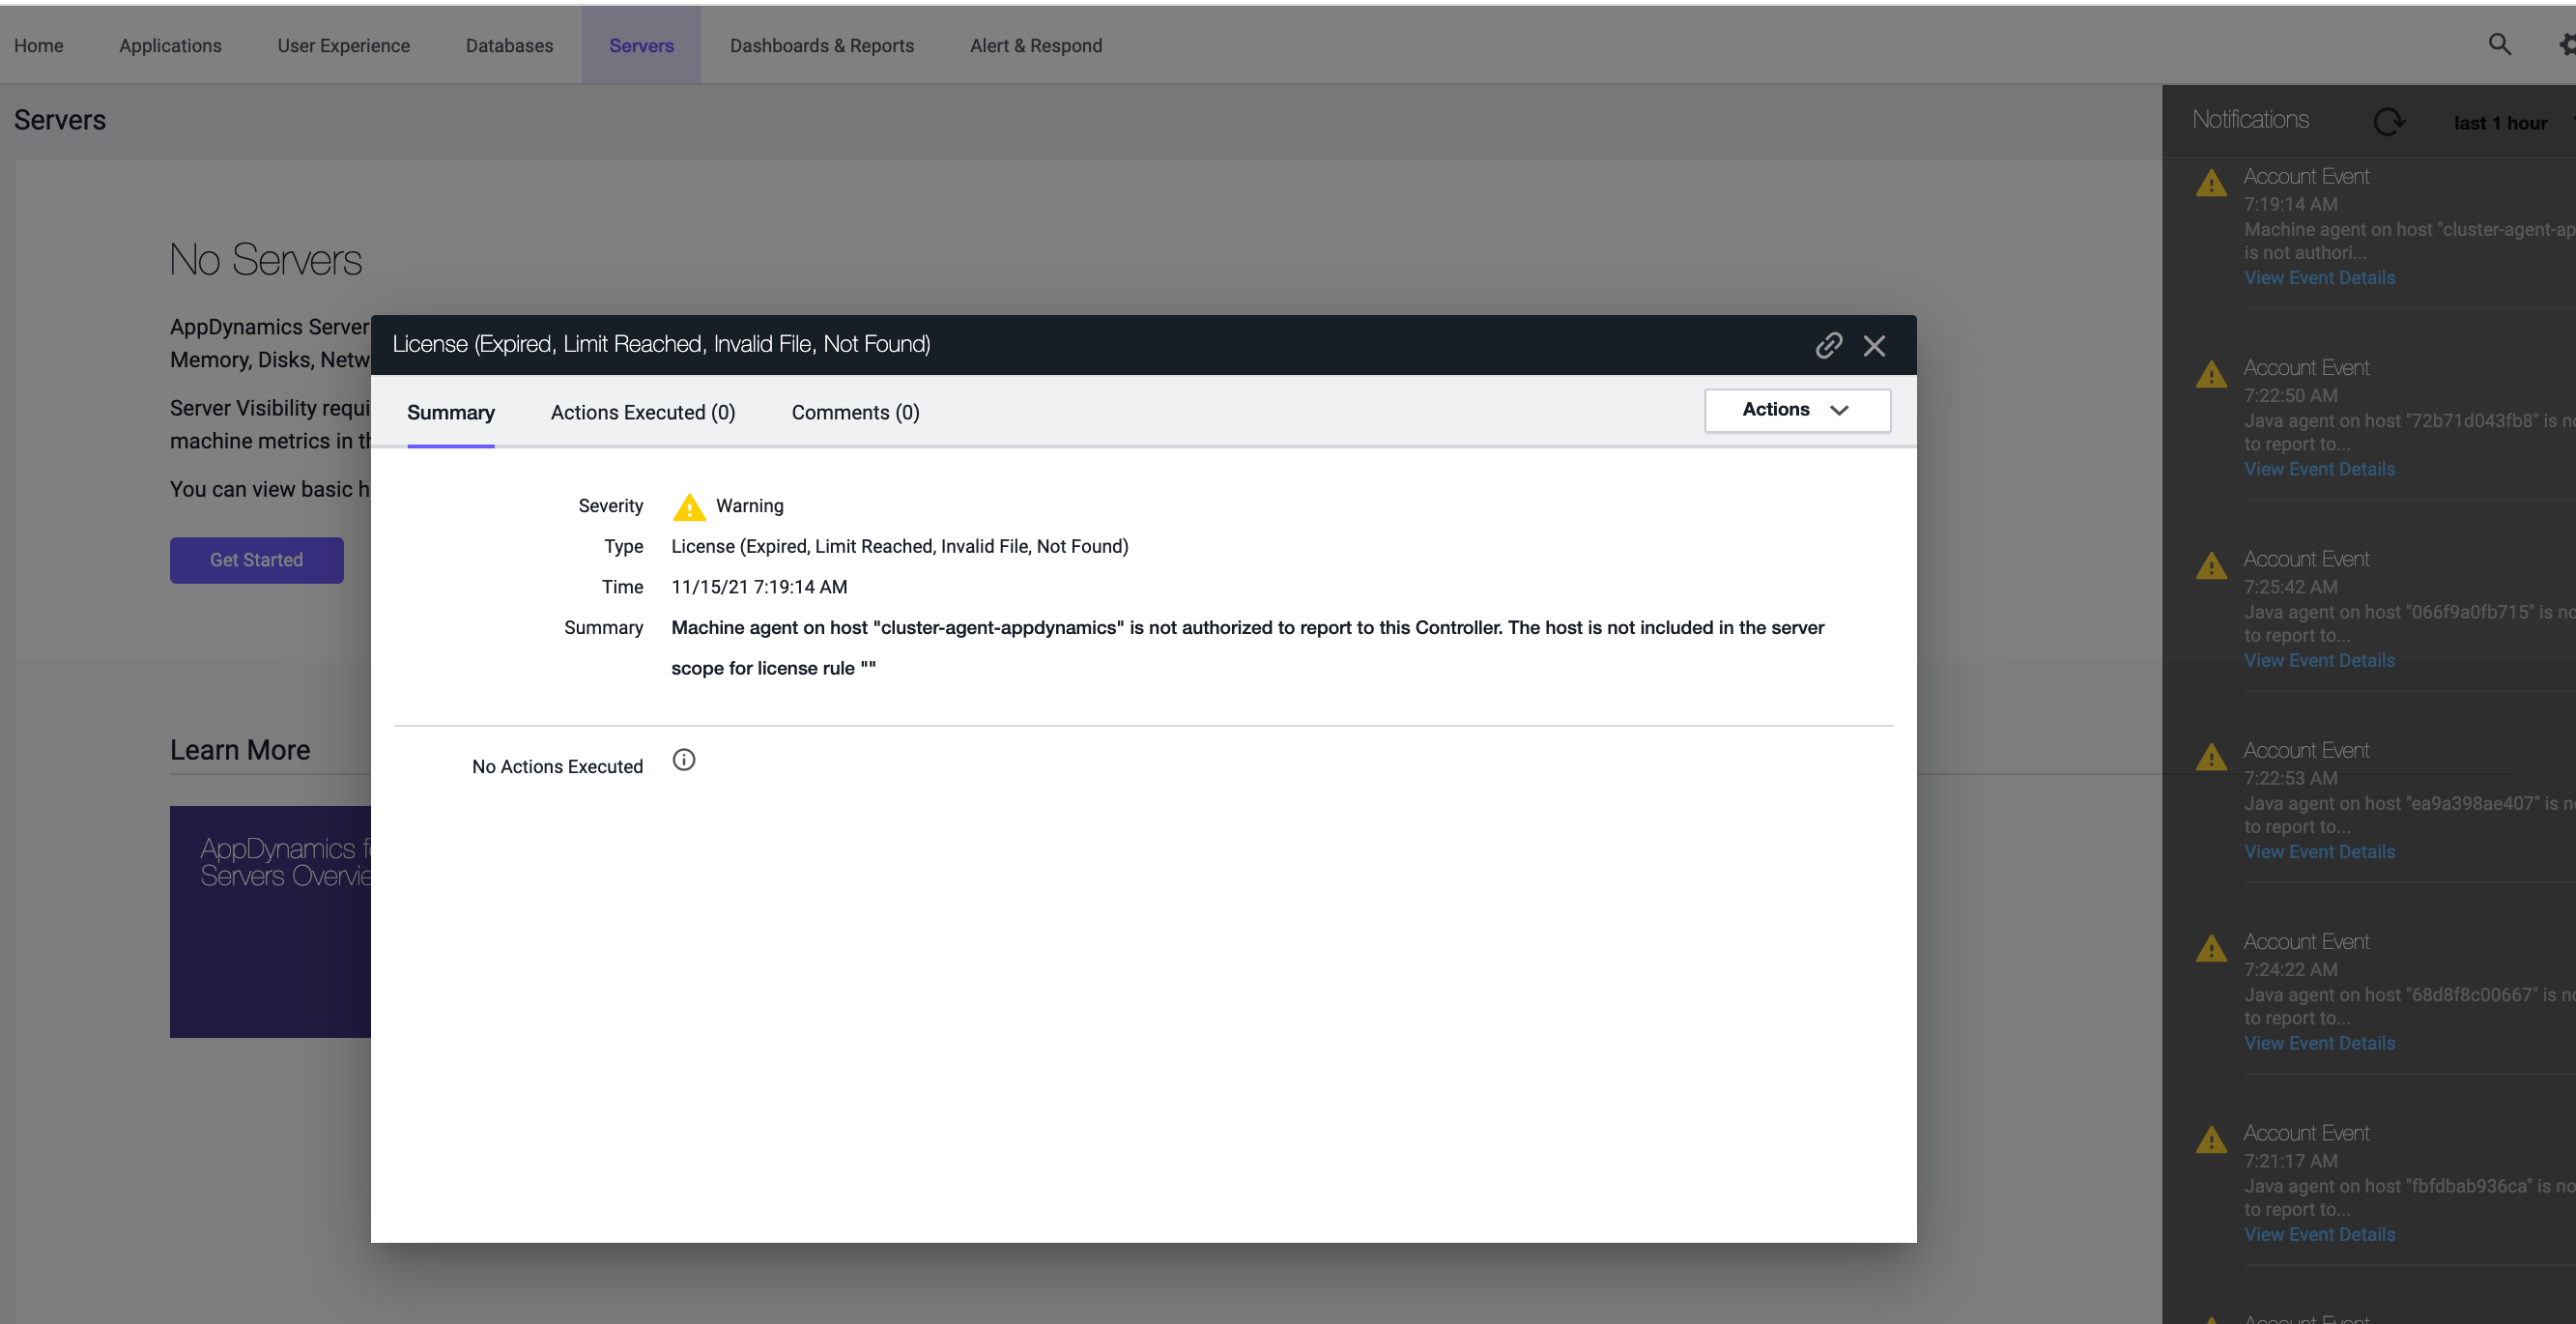 Home Applications User Experience Databases Servers Dashboards & Reports Alert & Respond
Servers
No Servers
AppDynamics Server
Memory, Disks, Netw
Server Visibility requi
machine metrics in th
You can view basic h
Get Started
Learn More
AppDynamics fo
Servers Overvie
License (Expired, Limit Reached, Invalid File, Not Found)
Summary Actions Executed (0) Comments (0) Actions
Severity Warning
Type License (Expired, Limit Reached, Invalid File, Not Found)
Time 11/15/21 7:19:14 AM
Summary Machine agent on host "cluster-agent-appdynamics" is not authorized to report to this Controller. The host is not included in the server
scope for license rule ""
No Actions Executed
Notifications last 1 hour
Account Event
7:19:14 AM
Machine agent on host "cluster-agent-ap
is not authori...
View Event Details
Account Event
7:22:50 AM
Java agent on host "72b71d043fb8" is no
to report to...
View Event Details
Account Event
7:25:42 AM
Java agent on host "066f9a0fb715" is no
to report to...
View Event Details
Account Event
7:22:53 AM
Java agent on host "ea9a398ae407" is n
to report to...
View Event Details
Account Event
7:24:22 AM
Java agent on host "68d8f8c00667" is no
to report to...
View Event Details
Account Event
7:21:17 AM
Java agent on host "fbfdbab936ca" is no
to report to...
View Event Details
Account Event